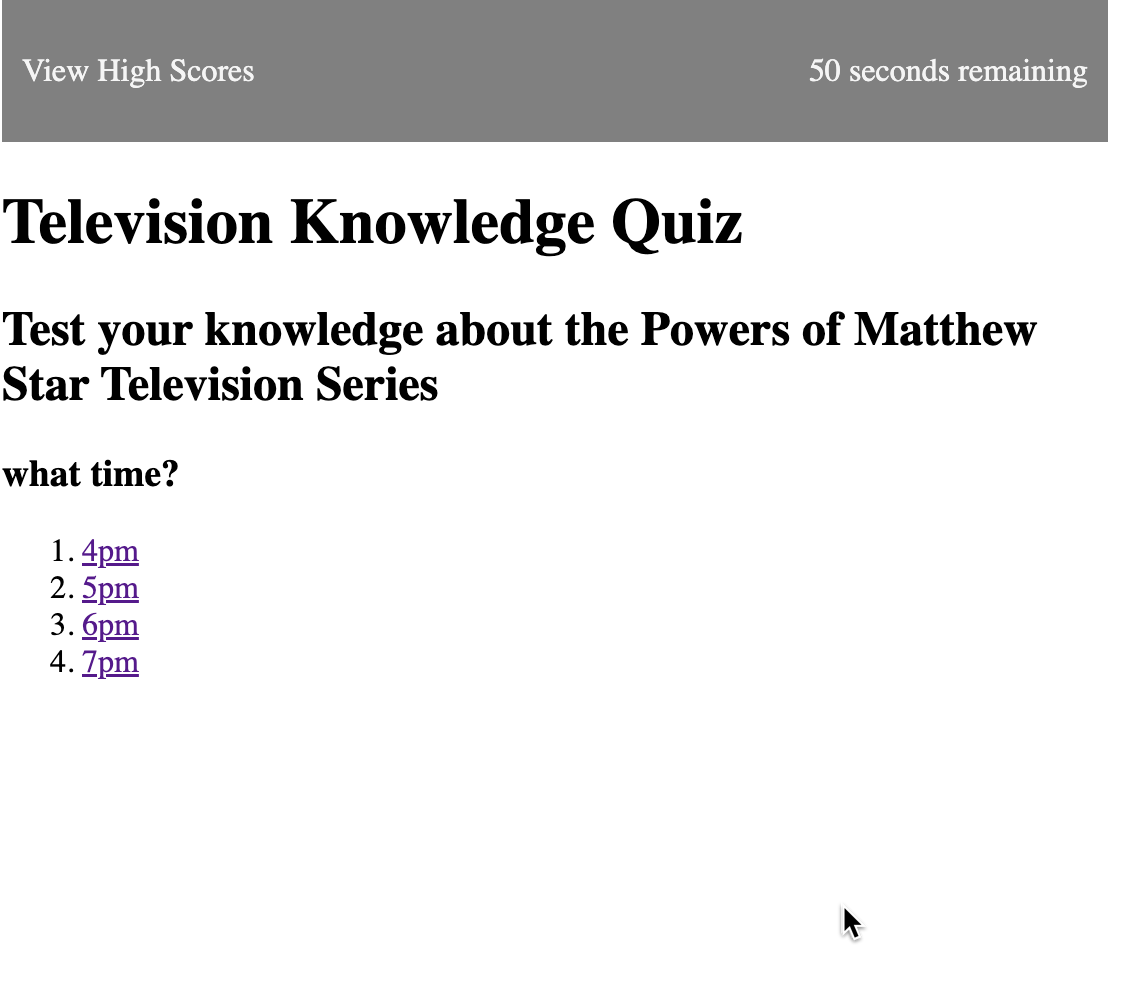 View High Scores
50 seconds remaining
Television Knowledge Quiz
Test your knowledge about the Powers of Matthew
Star Television Series
what time?
1. 4pm
2. 5pm
3. 6pm
4. 7pm